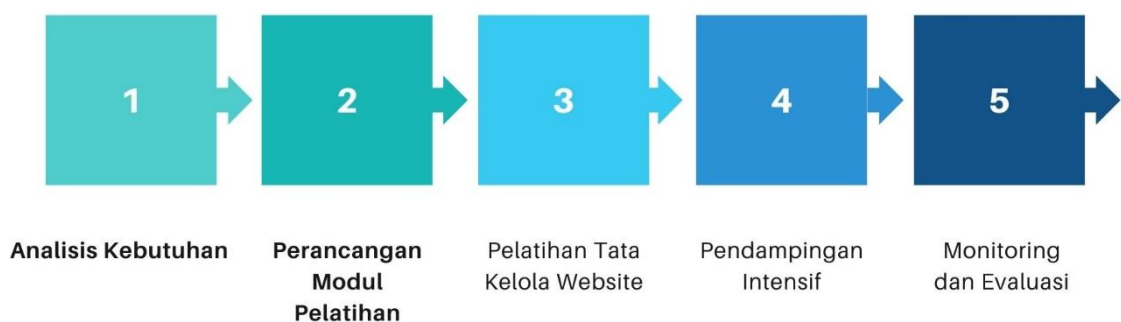 1
2
3
4
5
Analisis Kebutuhan
Perancangan
Modul
Pelatihan
Pelatihan Tata
Kelola Website
Pendampingan
Intensif
Monitoring
dan Evaluasi